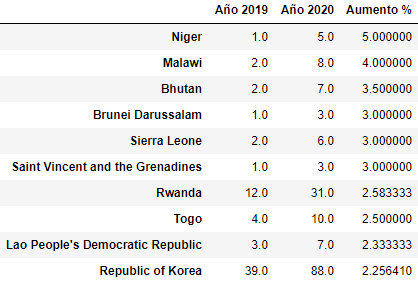 Año 2019 Año 2020 Aumento %
Niger 1.0 5.0 5.000000
Malawi 2.0 8.0 4.000000
Bhutan 2.0 7.0 3.500000
Brunei Darussalam 1.0 3.0 3.000000
Sierra Leone 2.0 6.0 3.000000
Saint Vincent and the Grenadines 1.0 3.0 3.000000
Rwanda 12.0 31.0 2.583333
Togo 4.0 10.0 2.500000
Lao People's Democratic Republic 3.0 7.0 2.333333
Republic of Korea 39.0 88.0 2.256410